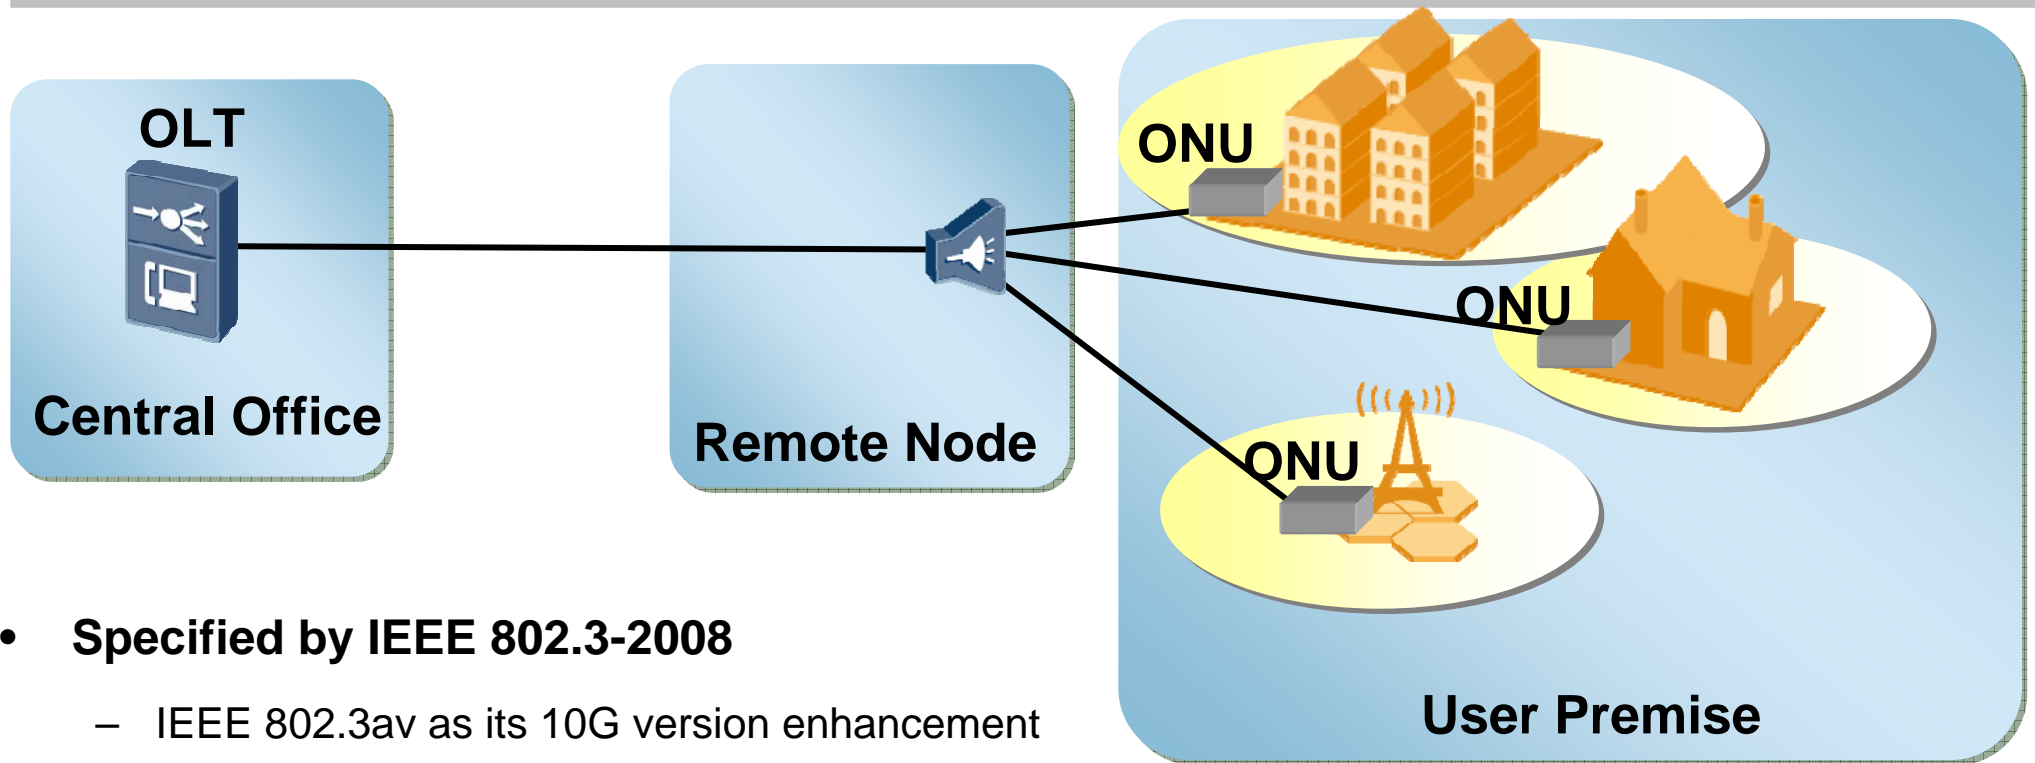 OLT
Central Office
Remote Node
ONU
ONU
ONU
User Premise
• Specified by IEEE 802.3-2008
– IEEE 802.3av as its 10G version enhancement